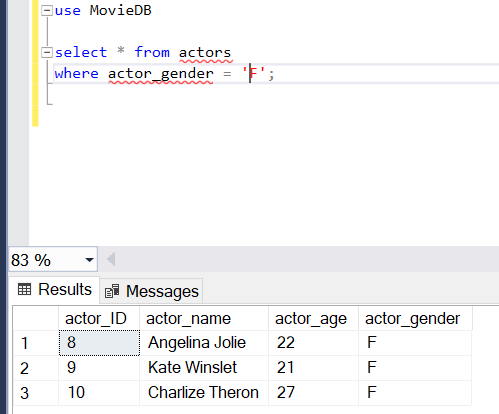 use MovieDB
select * from actors
where actor_gender = 'F';
83 %
Results Messages
actor_ID actor_name actor_age actor_gender
1 8 Angelina Jolie 22 F
2 9 Kate Winslet 21 F
3 10 Charlize Theron 27 F